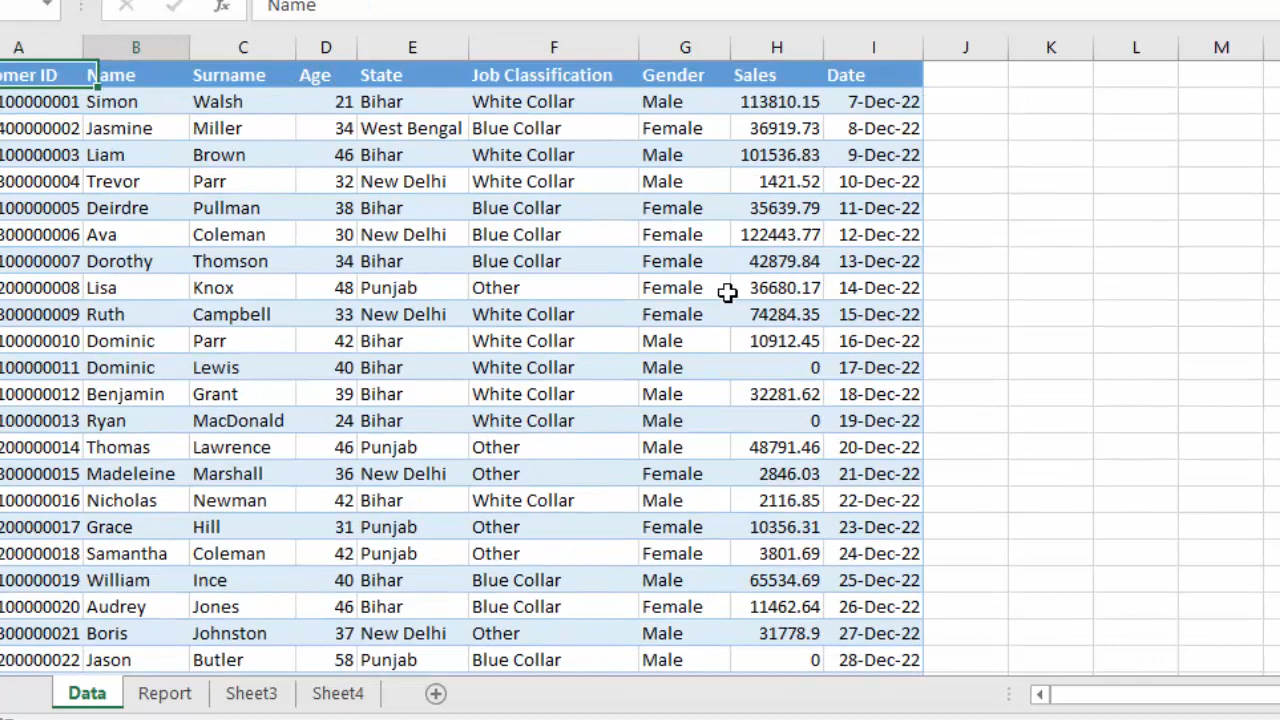 Name
A B C D E F G H I J K L M
omer ID Name Surname Age State Job Classification Gender Sales Date
100000001 Simon Walsh 21 Bihar White Collar Male 113810.15 7-Dec-22
400000002 Jasmine Miller 34 West Bengal Blue Collar Female 36919.73 8-Dec-22
100000003 Liam Brown 46 Bihar White Collar Male 101536.83 9-Dec-22
300000004 Trevor Parr 32 New Delhi White Collar Male 1421.52 10-Dec-22
100000005 Deirdre Pullman 38 Bihar Blue Collar Female 35639.79 11-Dec-22
300000006 Ava Coleman 30 New Delhi Blue Collar Female 122443.77 12-Dec-22
100000007 Dorothy Thomson 34 Bihar Blue Collar Female 42879.84 13-Dec-22
200000008 Lisa Knox 48 Punjab Other Female 36680.17 14-Dec-22
300000009 Ruth Campbell 33 New Delhi White Collar Female 74284.35 15-Dec-22
100000010 Dominic Parr 42 Bihar White Collar Male 10912.45 16-Dec-22
100000011 Dominic Lewis 40 Bihar White Collar Male 0 17-Dec-22
100000012 Benjamin Grant 39 Bihar White Collar Male 32281.62 18-Dec-22
100000013 Ryan MacDonald 24 Bihar White Collar Male 0 19-Dec-22
200000014 Thomas Lawrence 46 Punjab Other Male 48791.46 20-Dec-22
300000015 Madeleine Marshall 36 New Delhi Other Female 2846.03 21-Dec-22
100000016 Nicholas Newman 42 Bihar White Collar Male 2116.85 22-Dec-22
200000017 Grace Hill 31 Punjab Other Female 10356.31 23-Dec-22
200000018 Samantha Coleman 42 Punjab Other Female 3801.69 24-Dec-22
100000019 William Ince 40 Bihar Blue Collar Male 65534.69 25-Dec-22
100000020 Audrey Jones 46 Bihar Blue Collar Female 11462.64 26-Dec-22
300000021 Boris Johnston 37 New Delhi Other Male 31778.9 27-Dec-22
200000022 Jason Butler 58 Punjab Blue Collar Male 0 28-Dec-22
Data Report Sheet3 Sheet4